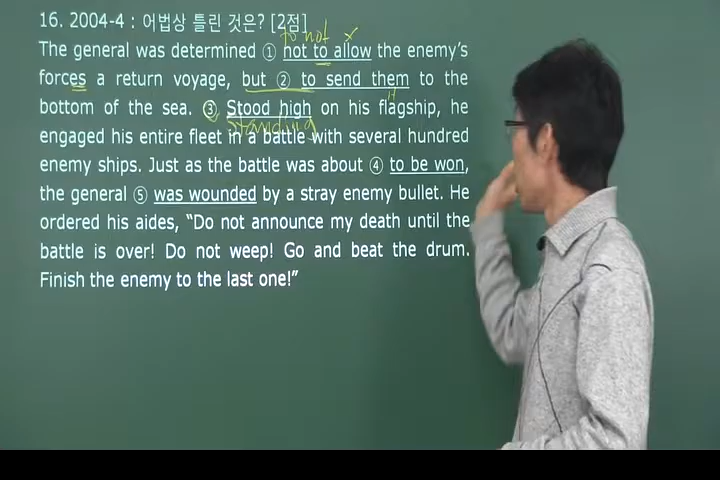 16. 2004-4 : 어법상 틀린 것은? [2점]
to not x
The general was determined ① not to allow the enemy's
forces a return voyage, but ② to send them to the
bottom of the sea. ③ Stood high on his flagship, he
standing
engaged his entire fleet in a battle with several hundred
enemy ships. Just as the battle was about ④ to be won,
the general ⑤ was wounded by a stray enemy bullet. He
ordered his aides, “Do not announce my death until the
battle is over! Do not weep! Go and beat the drum.
Finish the enemy to the last one!”